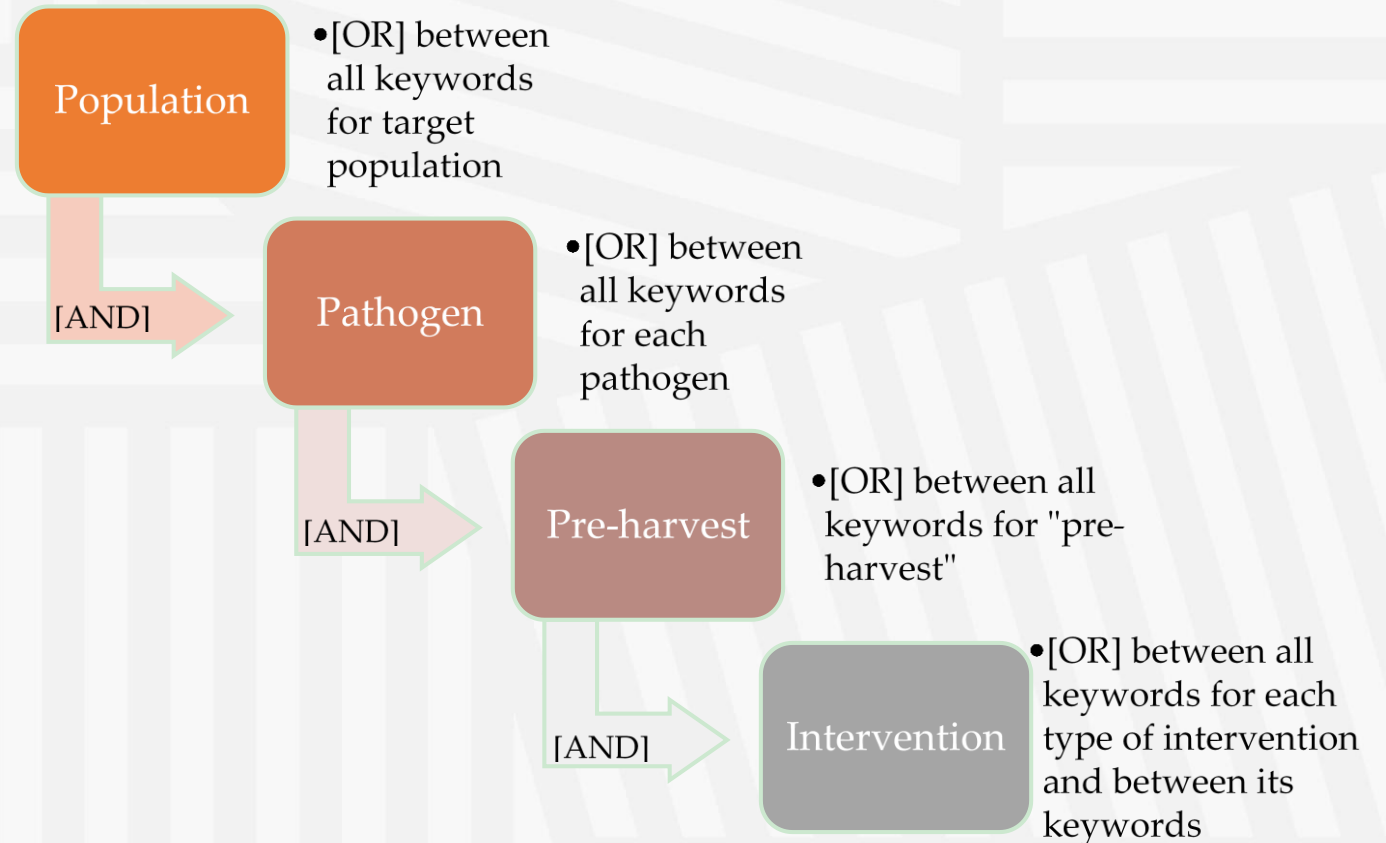 Population
•[OR] between
all keywords
for target
population
[AND]
Pathogen
•[OR] between
all keywords
for each
pathogen
[AND]
Pre-harvest
•[OR] between all
keywords for "pre-
harvest"
[AND]
Intervention
•[OR] between all
keywords for each
type of intervention
and between its
keywords